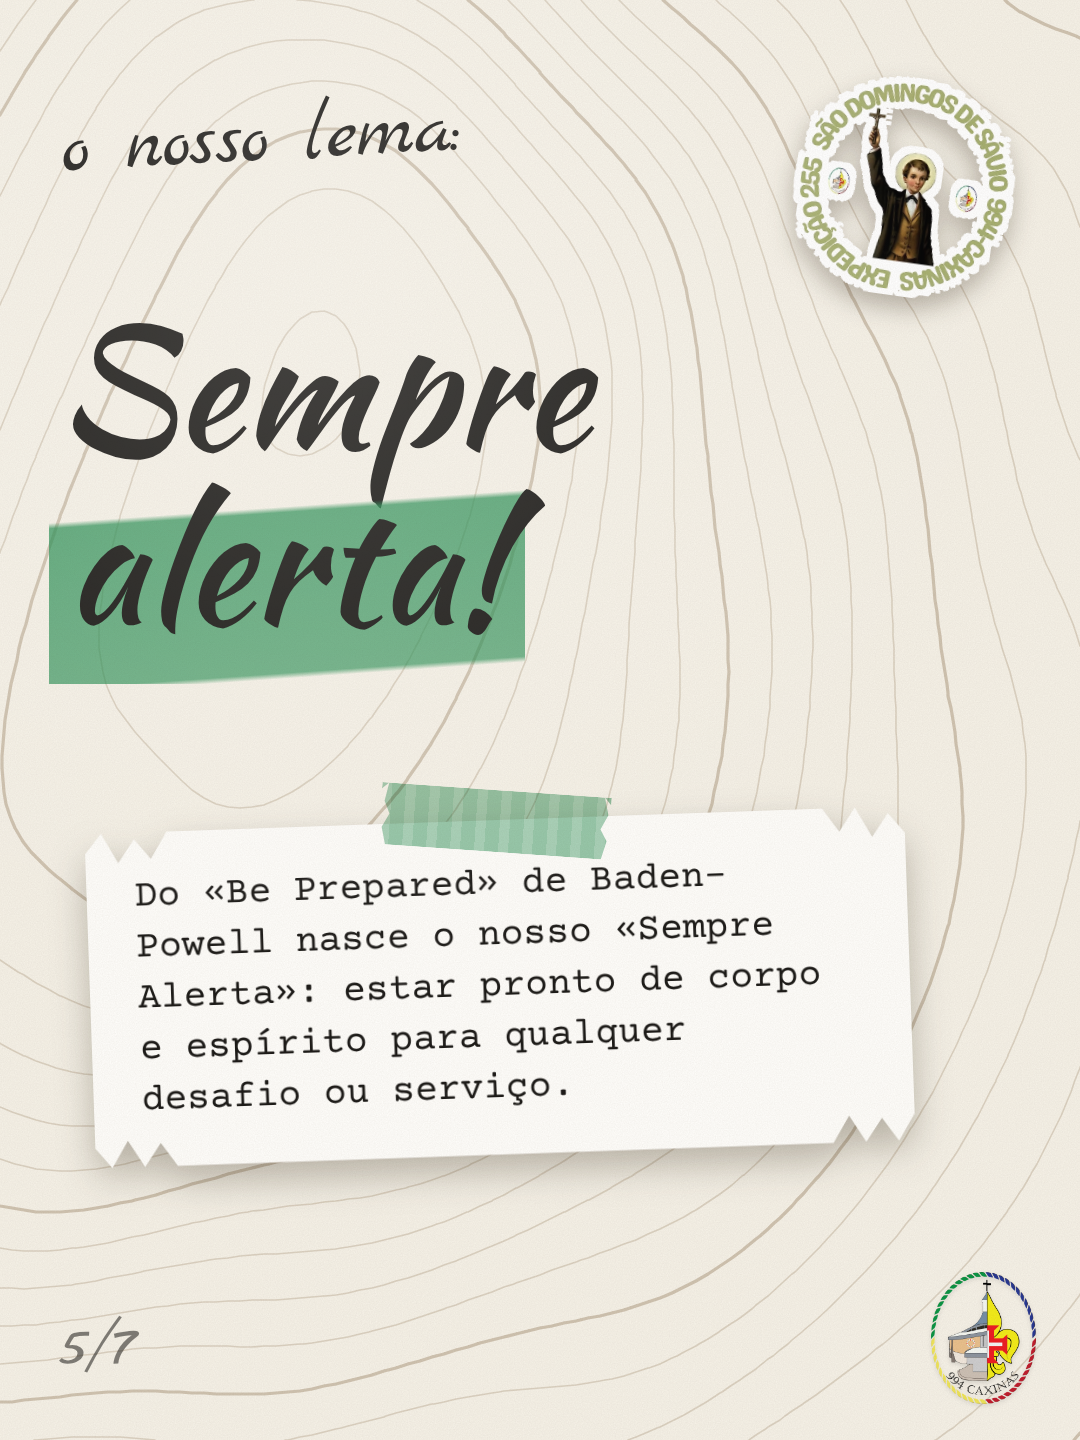 o nosso lema:
SÃO DOMINGOS DE SÁVIO 994-CAXINAS EXPEDIÇÃO 255
Sempre
alerta!
Do «Be Prepared» de Baden-
Powell nasce o nosso «Sempre
Alerta»: estar pronto de corpo
e espírito para qualquer
desafio ou serviço.
5/7
994 CAXINAS